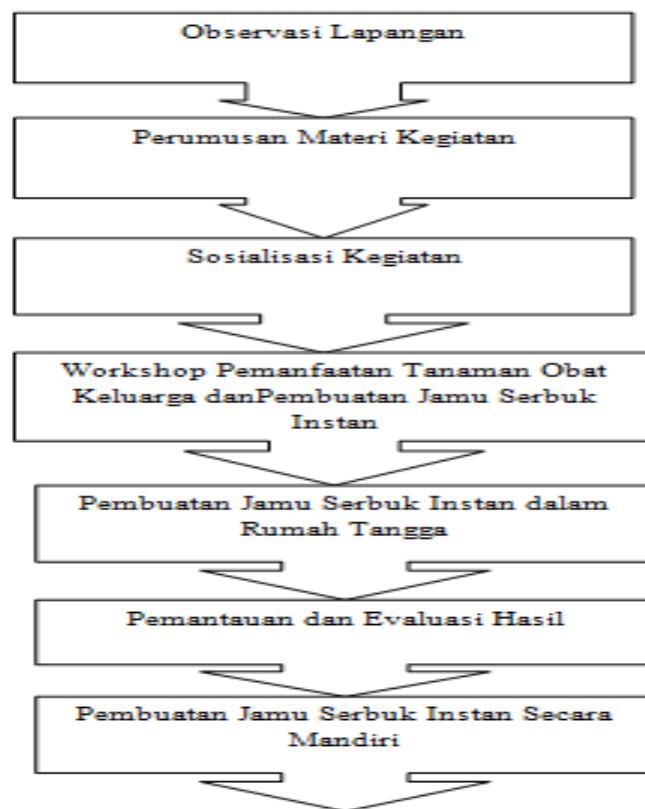 Observasi Lapangan
Perumusan Materi Kegiatan
Sosialisasi Kegiatan
Workshop Pemanfaatan Tanaman Obat
Keluarga danPembuatan Jamu Serbuk
Instan
Pembuatan Jamu Serbuk Instan dalam
Rumah Tangga
Pemantauan dan Evaluasi Hasil
Pembuatan Jamu Serbuk Instan Secara
Mandiri